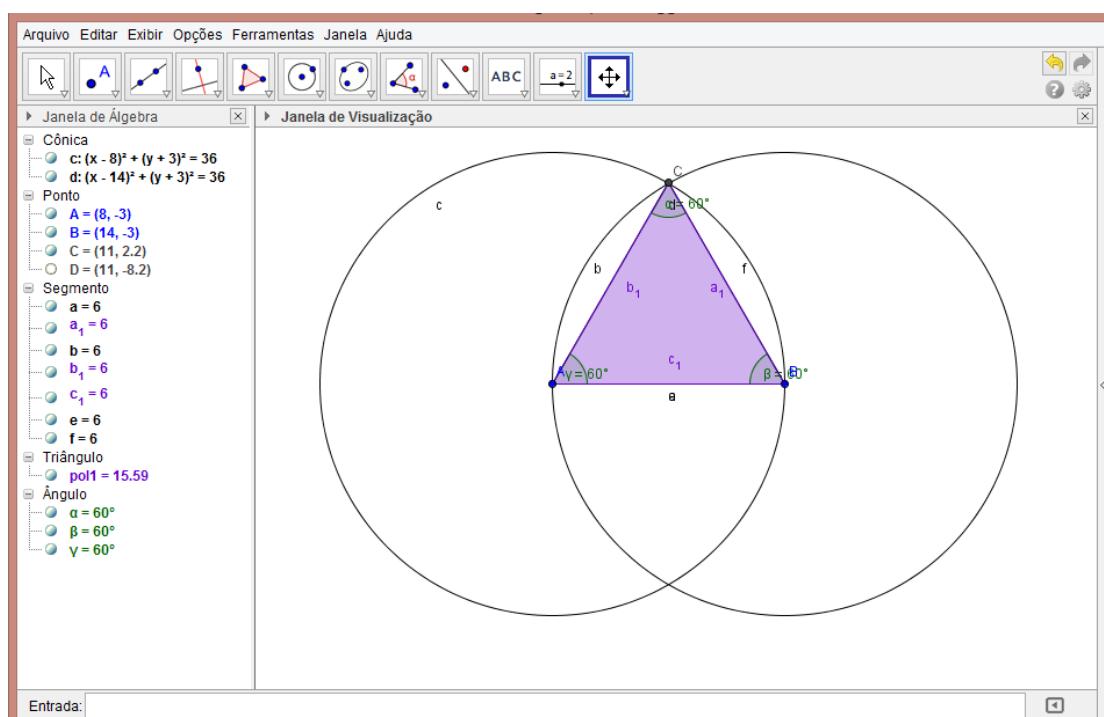 Arquivo Editar Exibir Opções Ferramentas Janela Ajuda
A
α
ABC
a=2
Janela de Álgebra
Cônica
c: (x - 8)² + (y + 3)² = 36
d: (x - 14)² + (y + 3)² = 36
Ponto
A = (8, -3)
B = (14, -3)
C = (11, 2.2)
D = (11, -8.2)
Segmento
a = 6
a₁ = 6
b = 6
b₁ = 6
c₁ = 6
e = 6
f = 6
Triângulo
pol1 = 15.59
Ângulo
α = 60°
β = 60°
γ = 60°
Janela de Visualização
C
c
d
α = 60°
b
f
b₁
a₁
c₁
A
γ = 60°
β = 60°
B
e
Entrada: